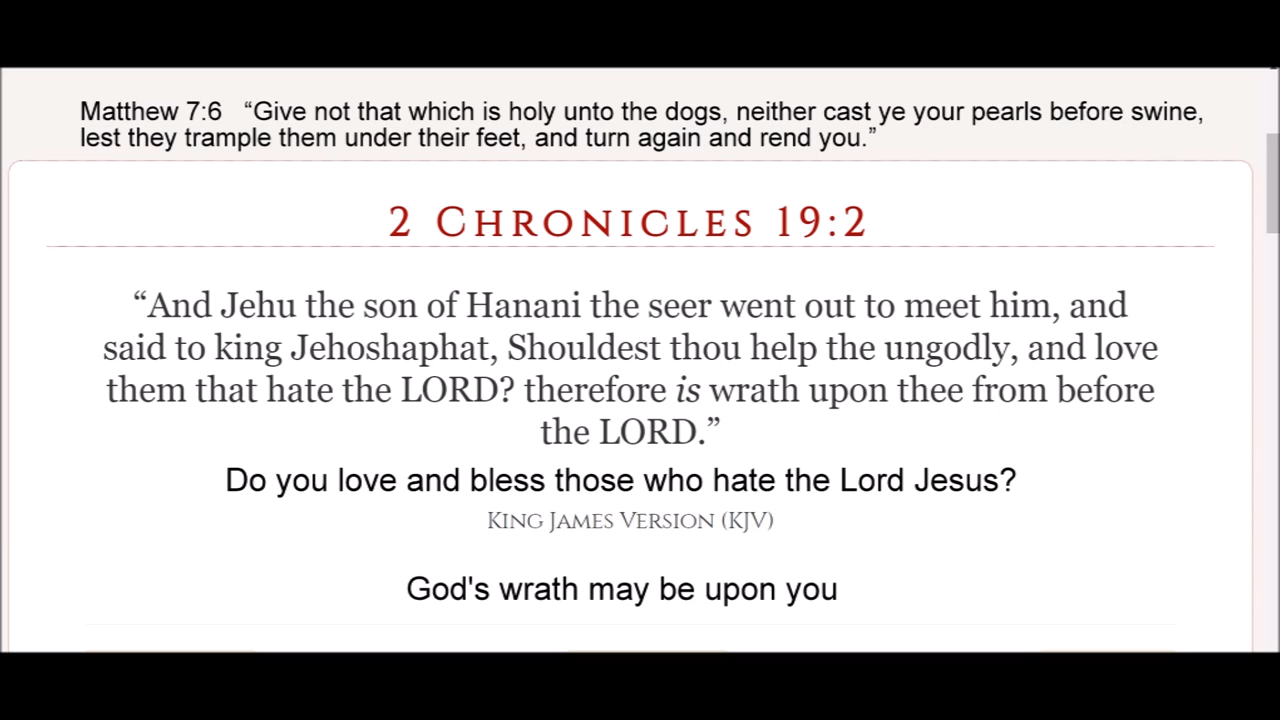 Matthew 7:6 “Give not that which is holy unto the dogs, neither cast ye your pearls before swine,
lest they trample them under their feet, and turn again and rend you.”
2 Chronicles 19:2
“And Jehu the son of Hanani the seer went out to meet him, and
said to king Jehoshaphat, Shouldest thou help the ungodly, and love
them that hate the LORD? therefore is wrath upon thee from before
the LORD.”
Do you love and bless those who hate the Lord Jesus?
King James Version (KJV)
God's wrath may be upon you